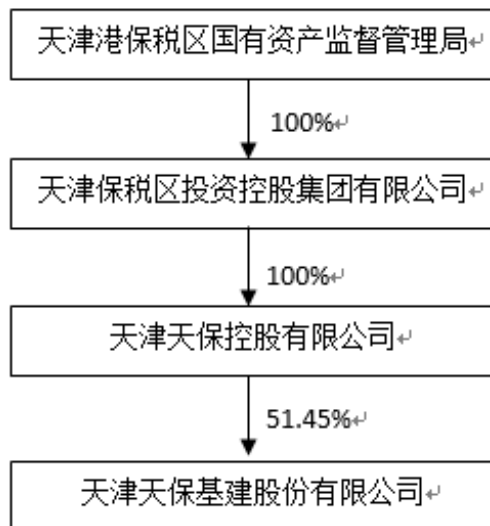 天津港保税区国有资产监督管理局
100%
天津保税区投资控股集团有限公司
100%
天津天保控股有限公司
51.45%
天津天保基建股份有限公司